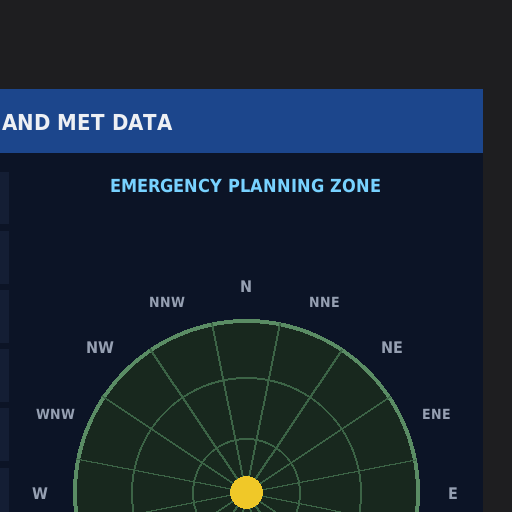 AND MET DATA
EMERGENCY PLANNING ZONE
N
NNW
NNE
NW
NE
WNW
ENE
W
E